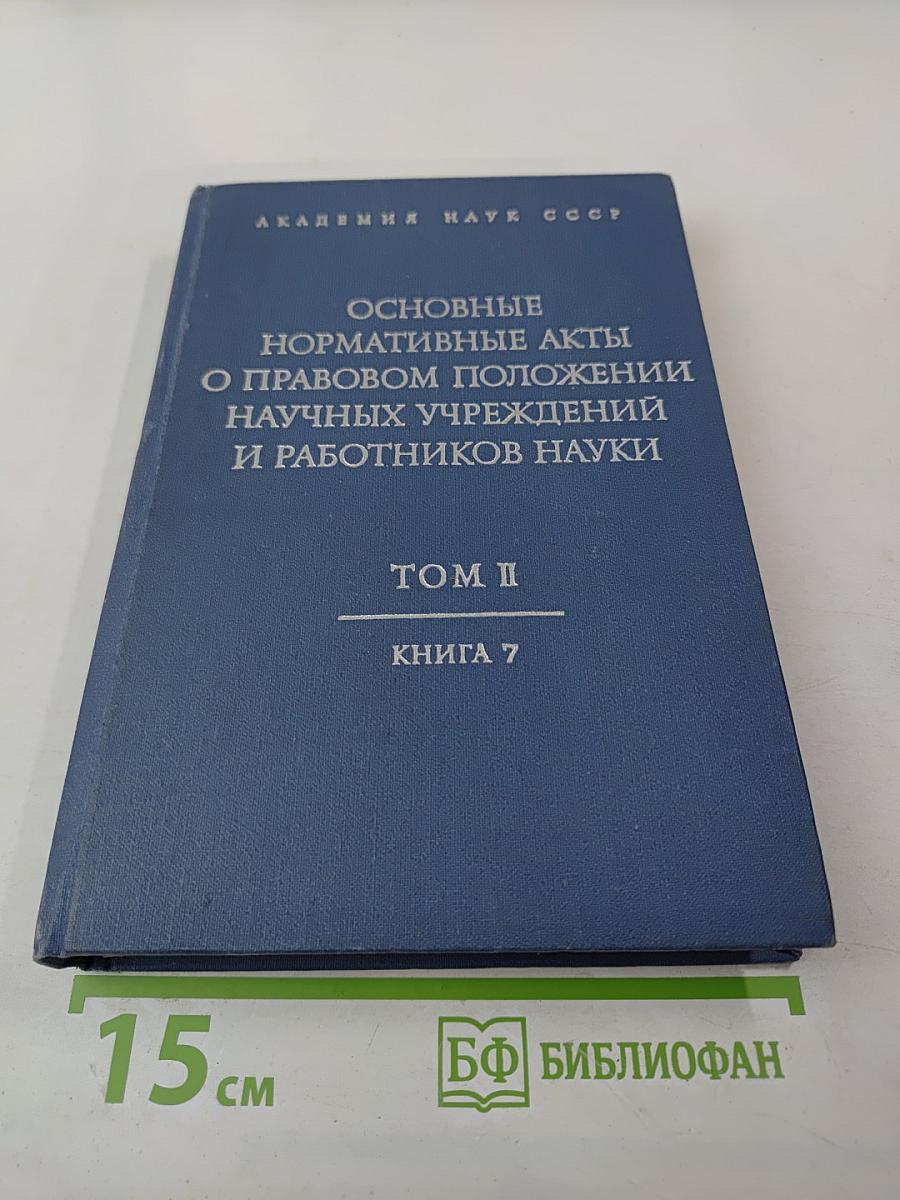 АКАДЕМИЯ НАУК СССР
ОСНОВНЫЕ
НОРМАТИВНЫЕ АКТЫ
О ПРАВОВОМ ПОЛОЖЕНИИ
НАУЧНЫХ УЧРЕЖДЕНИЙ
И РАБОТНИКОВ НАУКИ
ТОМ II
КНИГА 7
15 СМ
БФ БИБЛИОФАН